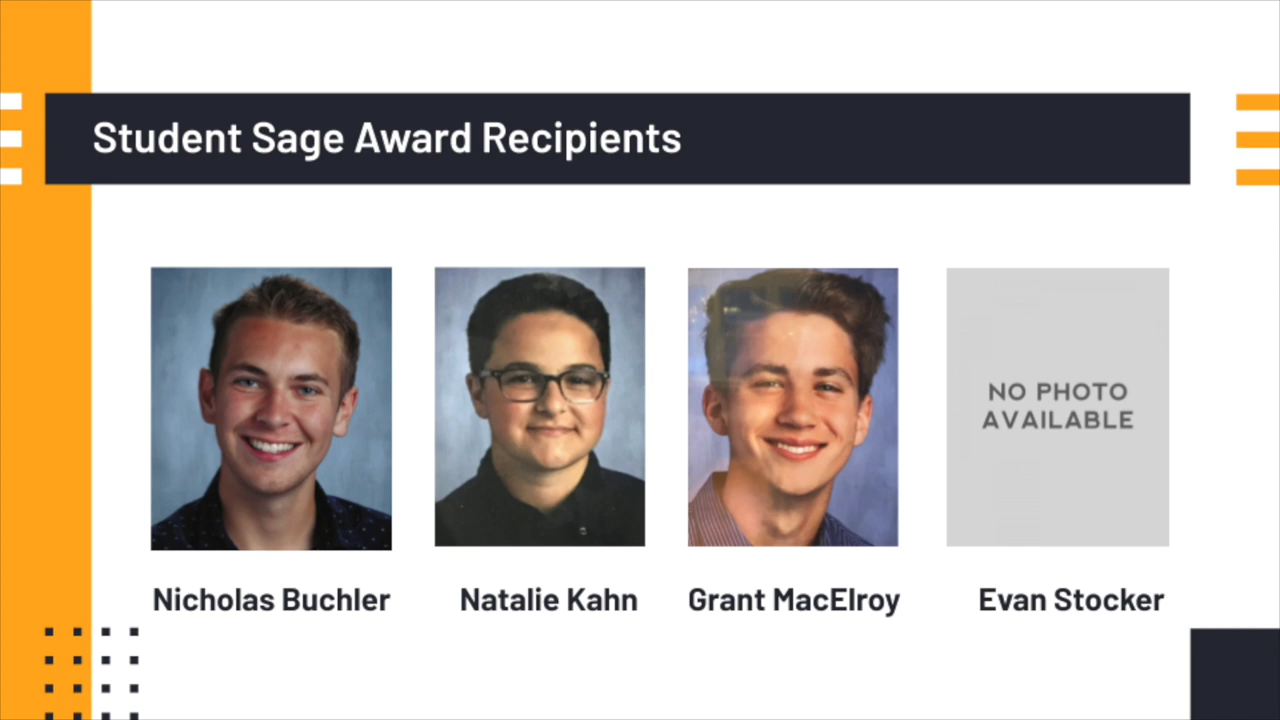 Student Sage Award Recipients
NO PHOTO
AVAILABLE
Nicholas Buchler
Natalie Kahn
Grant MacElroy
Evan Stocker